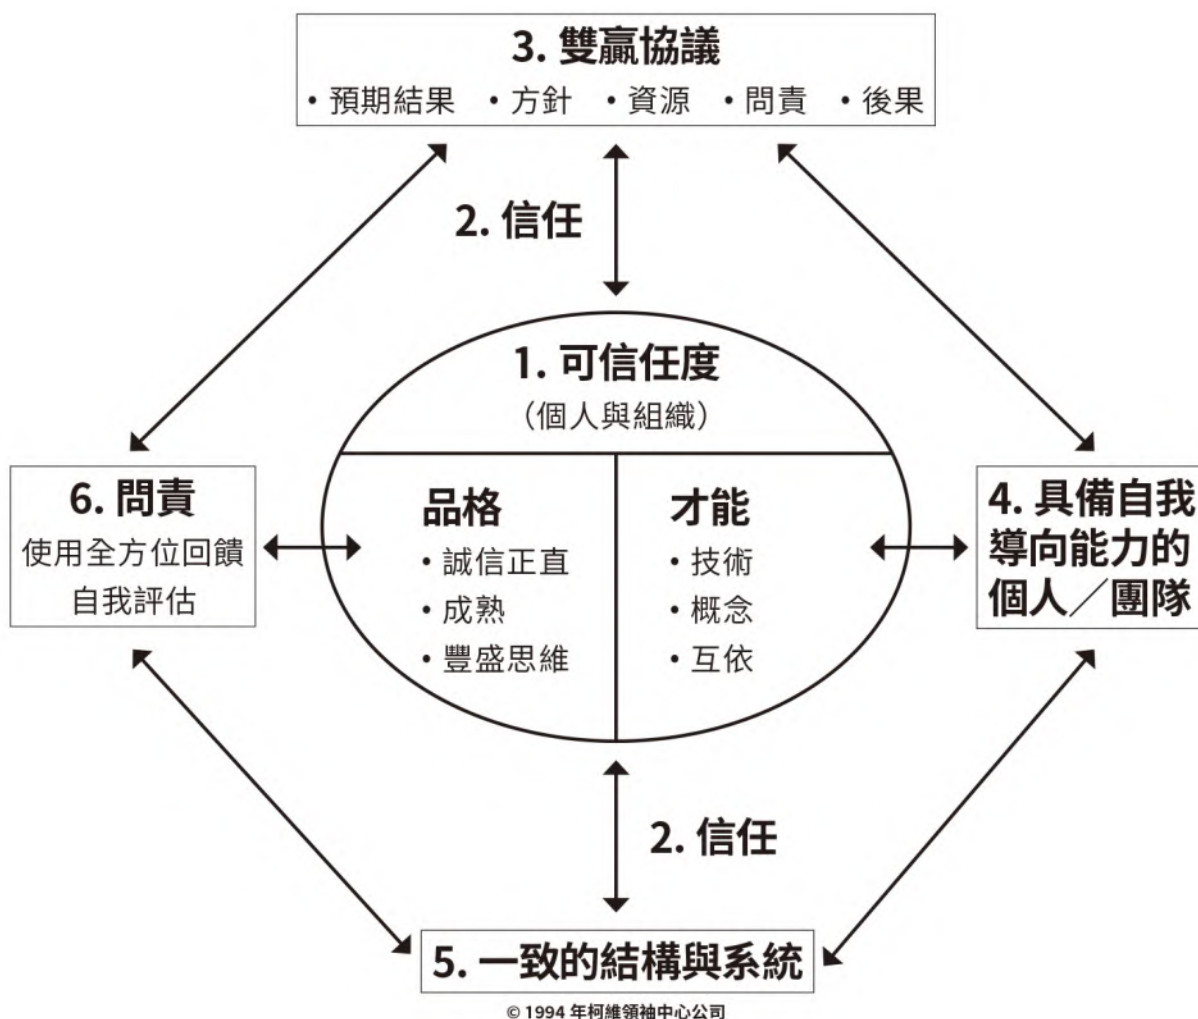 3. 雙贏協議
・預期結果 ・方針 ・資源 ・問責 ・後果
2. 信任
1. 可信任度
（個人與組織）
6. 問責
使用全方位回饋
自我評估
品格
・誠信正直
・成熟
・豐盛思維
才能
・技術
・概念
・互依
4. 具備自我
導向能力的
個人／團隊
2. 信任
5. 一致的結構與系統
© 1994 年柯維領袖中心公司